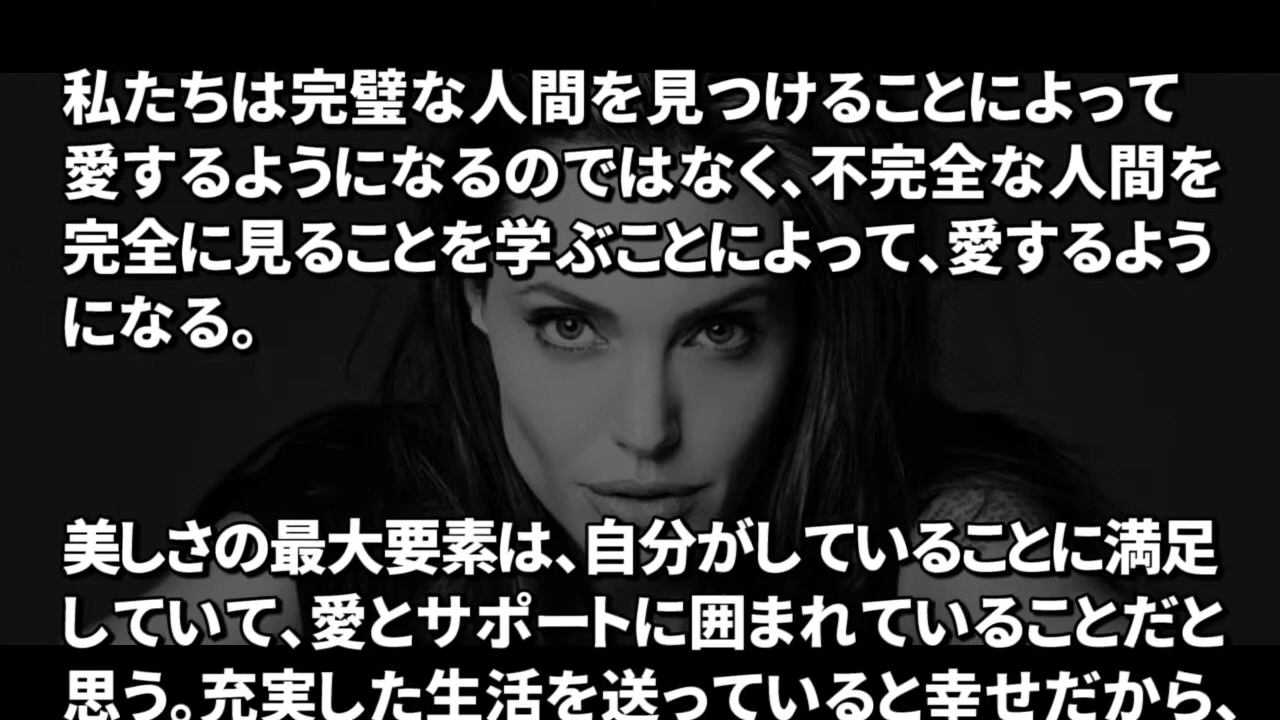 私たちは完璧な人間を見つけることによって
愛するようになるのではなく、不完全な人間を
完全に見ることを学ぶことによって、愛するよう
になる。
美しさの最大要素は、自分がしていることに満足
していて、愛とサポートに囲まれていることだと
思う。充実した生活を送っていると幸せだから、